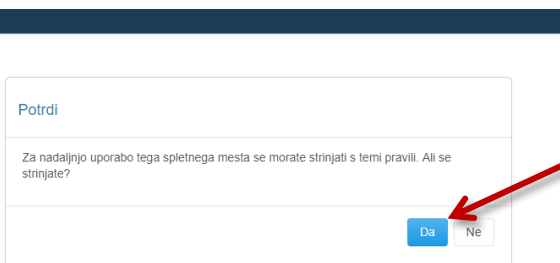 Potrdi
Za nadaljnjo uporabo tega spletnega mesta se morate strinjati s temi pravili. Ali se
strinjate?
Da Ne